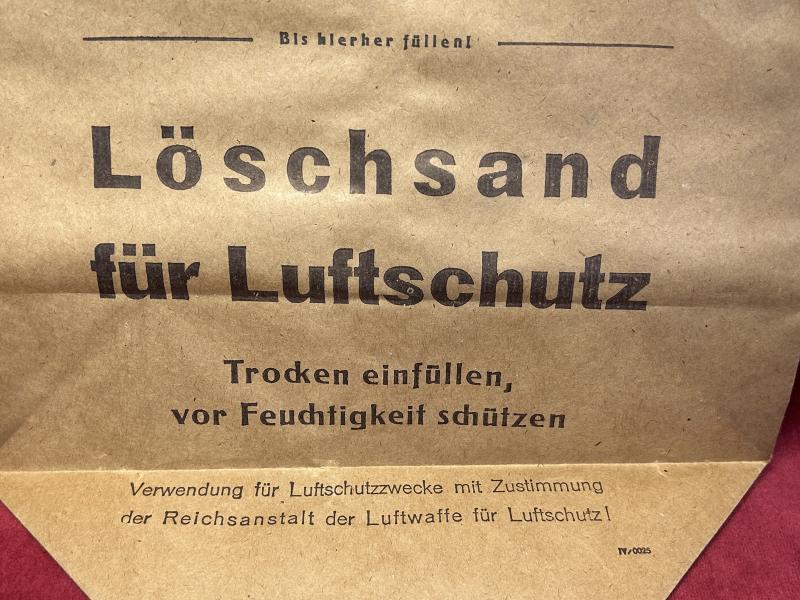 Bis hierher füllen!
Löschsand
für Luftschutz
Trocken einfüllen,
vor Feuchtigkeit schützen
Verwendung für Luftschutzzwecke mit Zustimmung
der Reichsanstalt der Luftwaffe für Luftschutz!
IV/0025